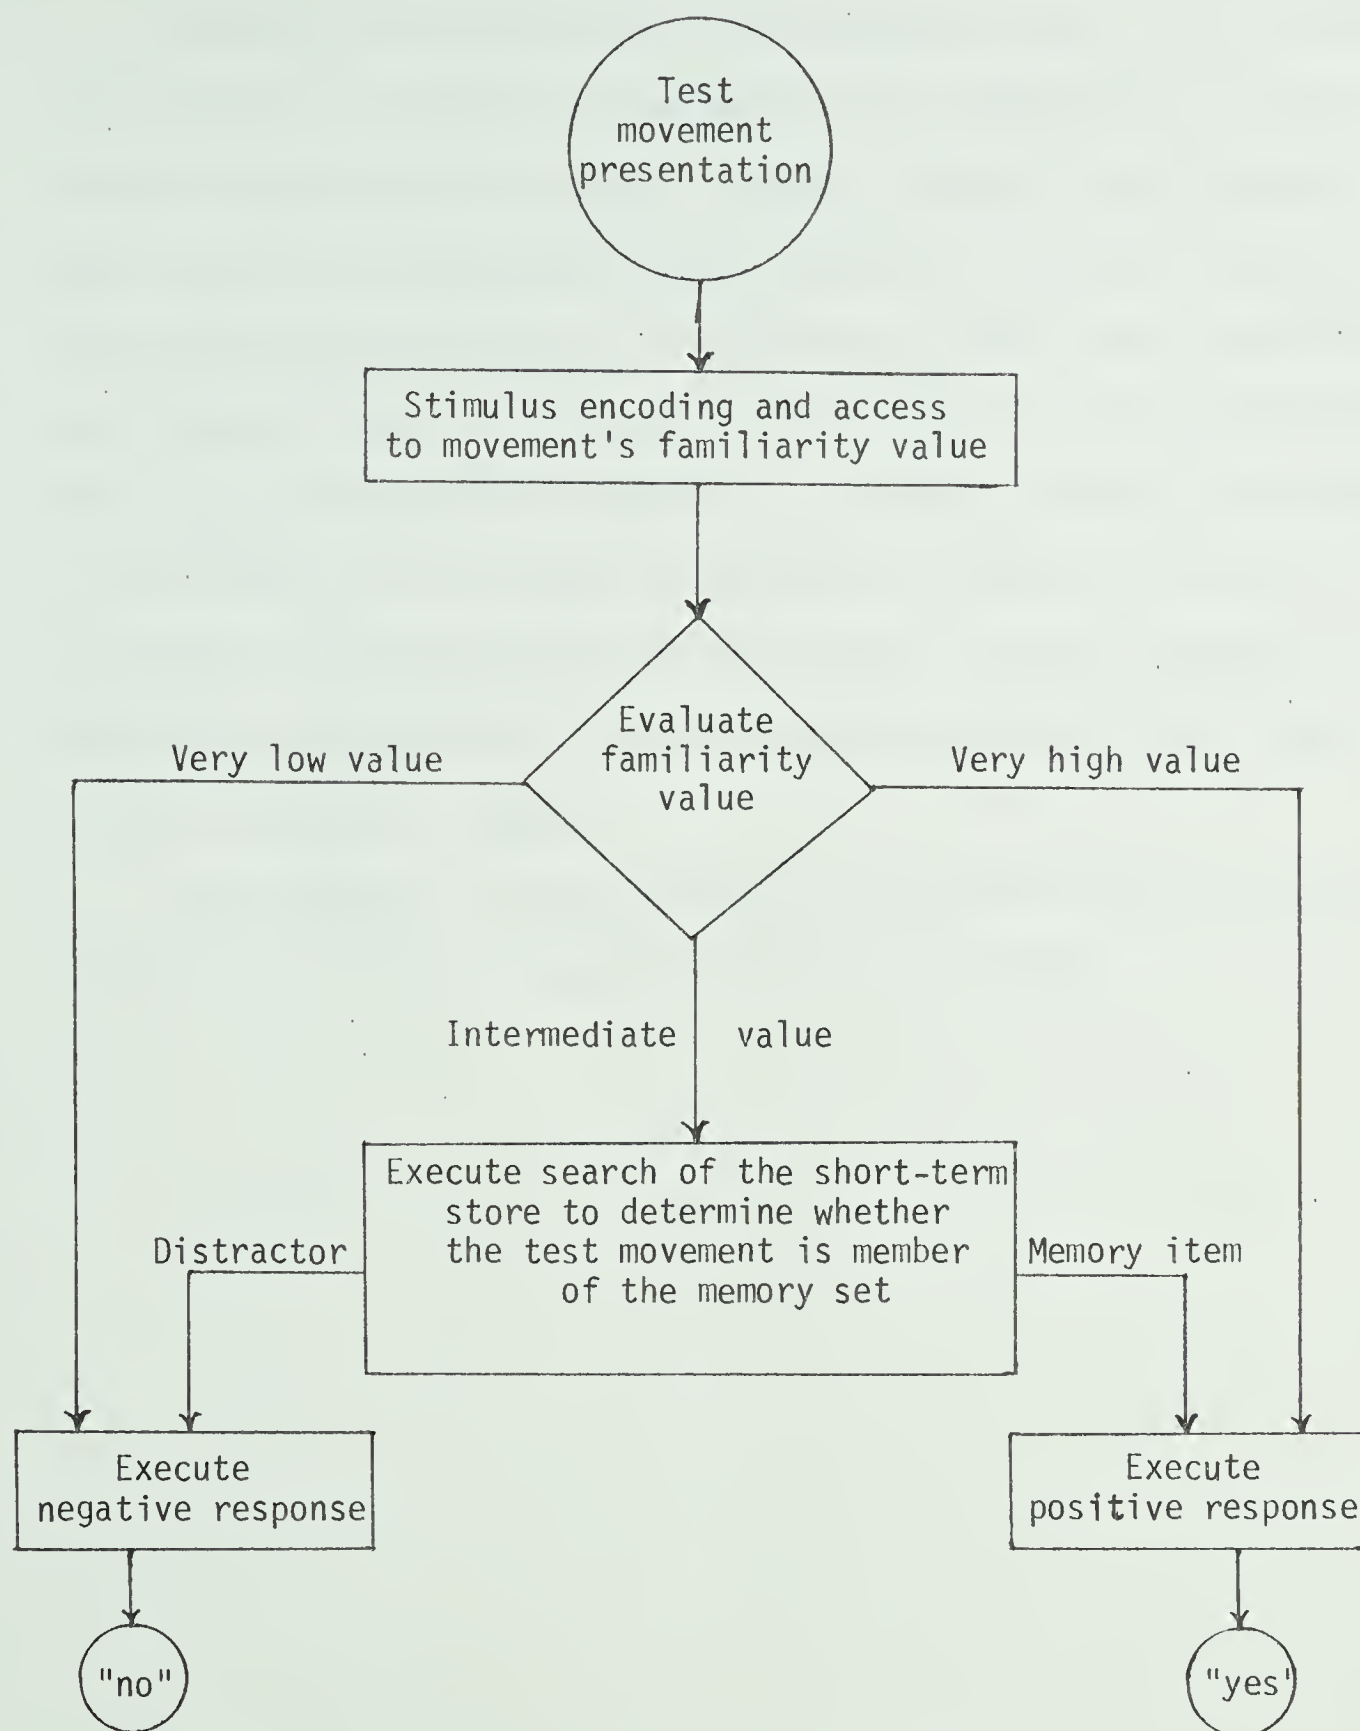 Test
movement
presentation
Stimulus encoding and access
to movement's familiarity value
Evaluate
familiarity
value
Very low value
Very high value
Intermediate value
Execute search of the short-term
store to determine whether
the test movement is member
of the memory set
Distractor
Memory item
Execute
negative response
Execute
positive response
"no"
"yes'